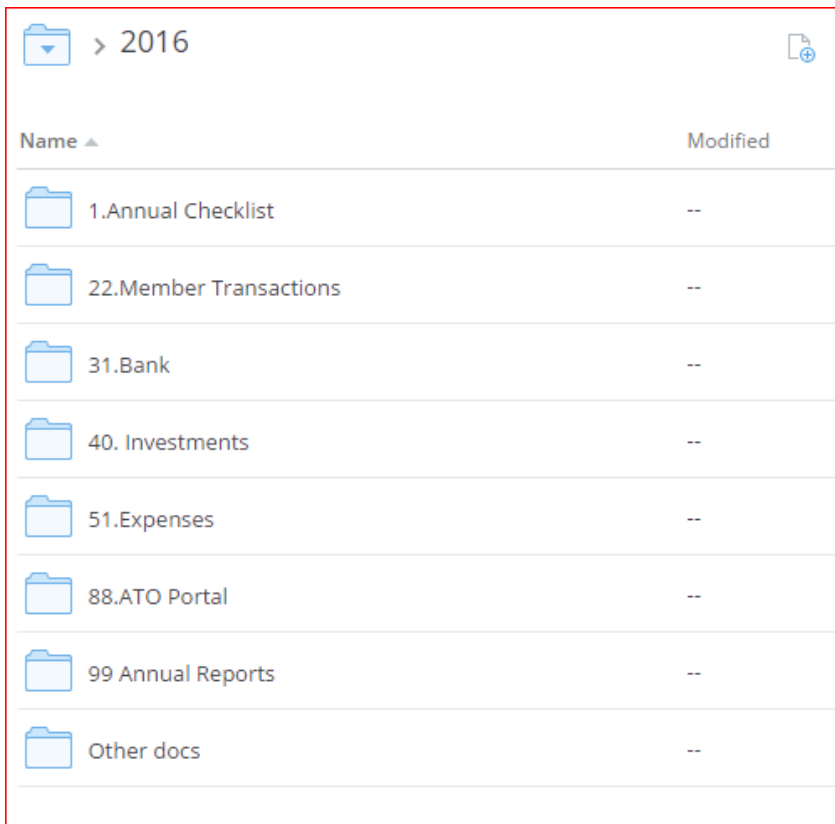 > 2016
Name Modified
1.Annual Checklist --
22.Member Transactions --
31.Bank --
40. Investments --
51.Expenses --
88.ATO Portal --
99 Annual Reports --
Other docs --